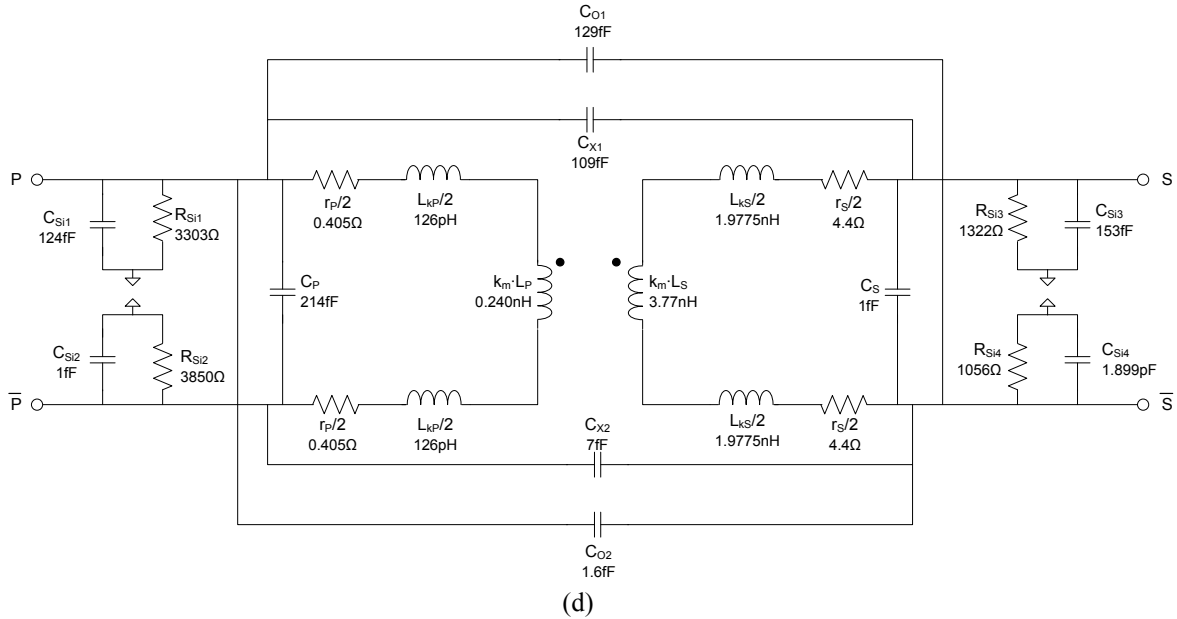 C_O1
129fF
C_X1
109fF
P
S
C_Si1
124fF
R_Si1
3303Ω
r_P/2
0.405Ω
L_kP/2
126pH
L_kS/2
1.9775nH
r_S/2
4.4Ω
R_Si3
1322Ω
C_Si3
153fF
C_P
214fF
k_m·L_P
0.240nH
k_m·L_S
3.77nH
C_S
1fF
C_Si2
1fF
R_Si2
3850Ω
R_Si4
1056Ω
C_Si4
1.899pF
P̅
S̅
r_P/2
0.405Ω
L_kP/2
126pH
L_kS/2
1.9775nH
r_S/2
4.4Ω
C_X2
7fF
C_O2
1.6fF
(d)